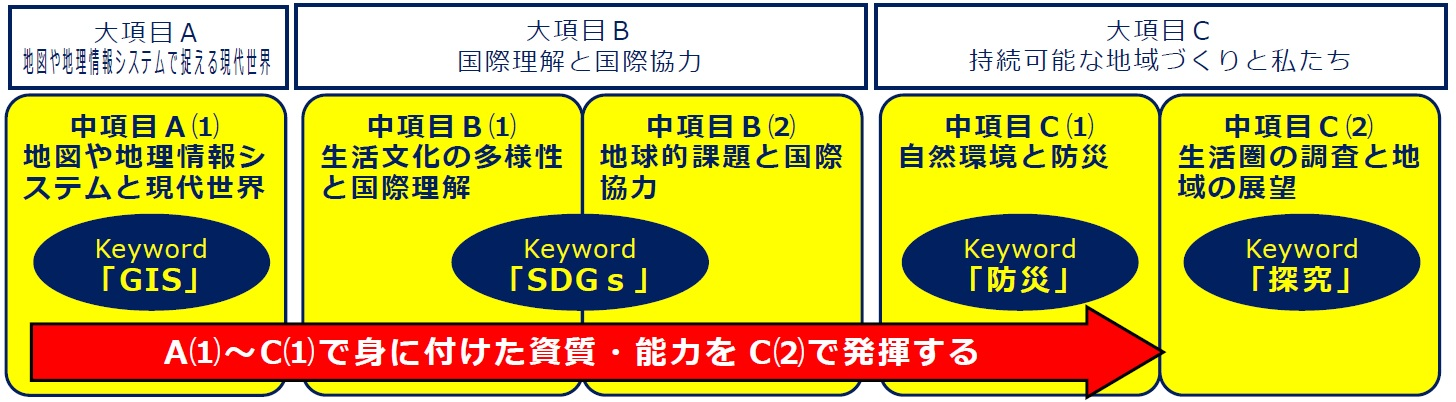 大項目A
地図や地理情報システムで捉える現代世界
大項目B
国際理解と国際協力
大項目C
持続可能な地域づくりと私たち
中項目A⑴
地図や地理情報シ
ステムと現代世界
Keyword
「GIS」
中項目B⑴
生活文化の多様性
と国際理解
中項目B⑵
地球的課題と国際
協力
Keyword
「SDGs」
中項目C⑴
自然環境と防災
Keyword
「防災」
中項目C⑵
生活圏の調査と地
域の展望
Keyword
「探究」
A⑴～C⑴で身に付けた資質・能力をC⑵で発揮する